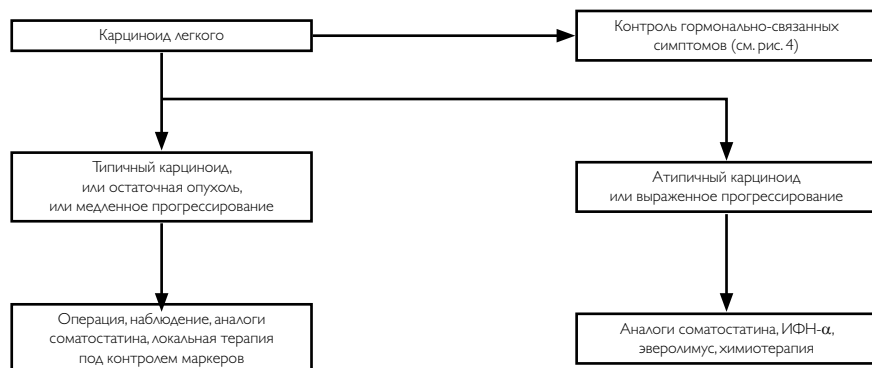 Карциноид легкого
Контроль гормонально-связанных
симптомов (см. рис. 4)
Типичный карциноид,
или остаточная опухоль,
или медленное прогрессирование
Атипичный карциноид
или выраженное прогрессирование
Операция, наблюдение, аналоги
соматостатина, локальная терапия
под контролем маркеров
Аналоги соматостатина, ИФН-α,
эверолимус, химиотерапия